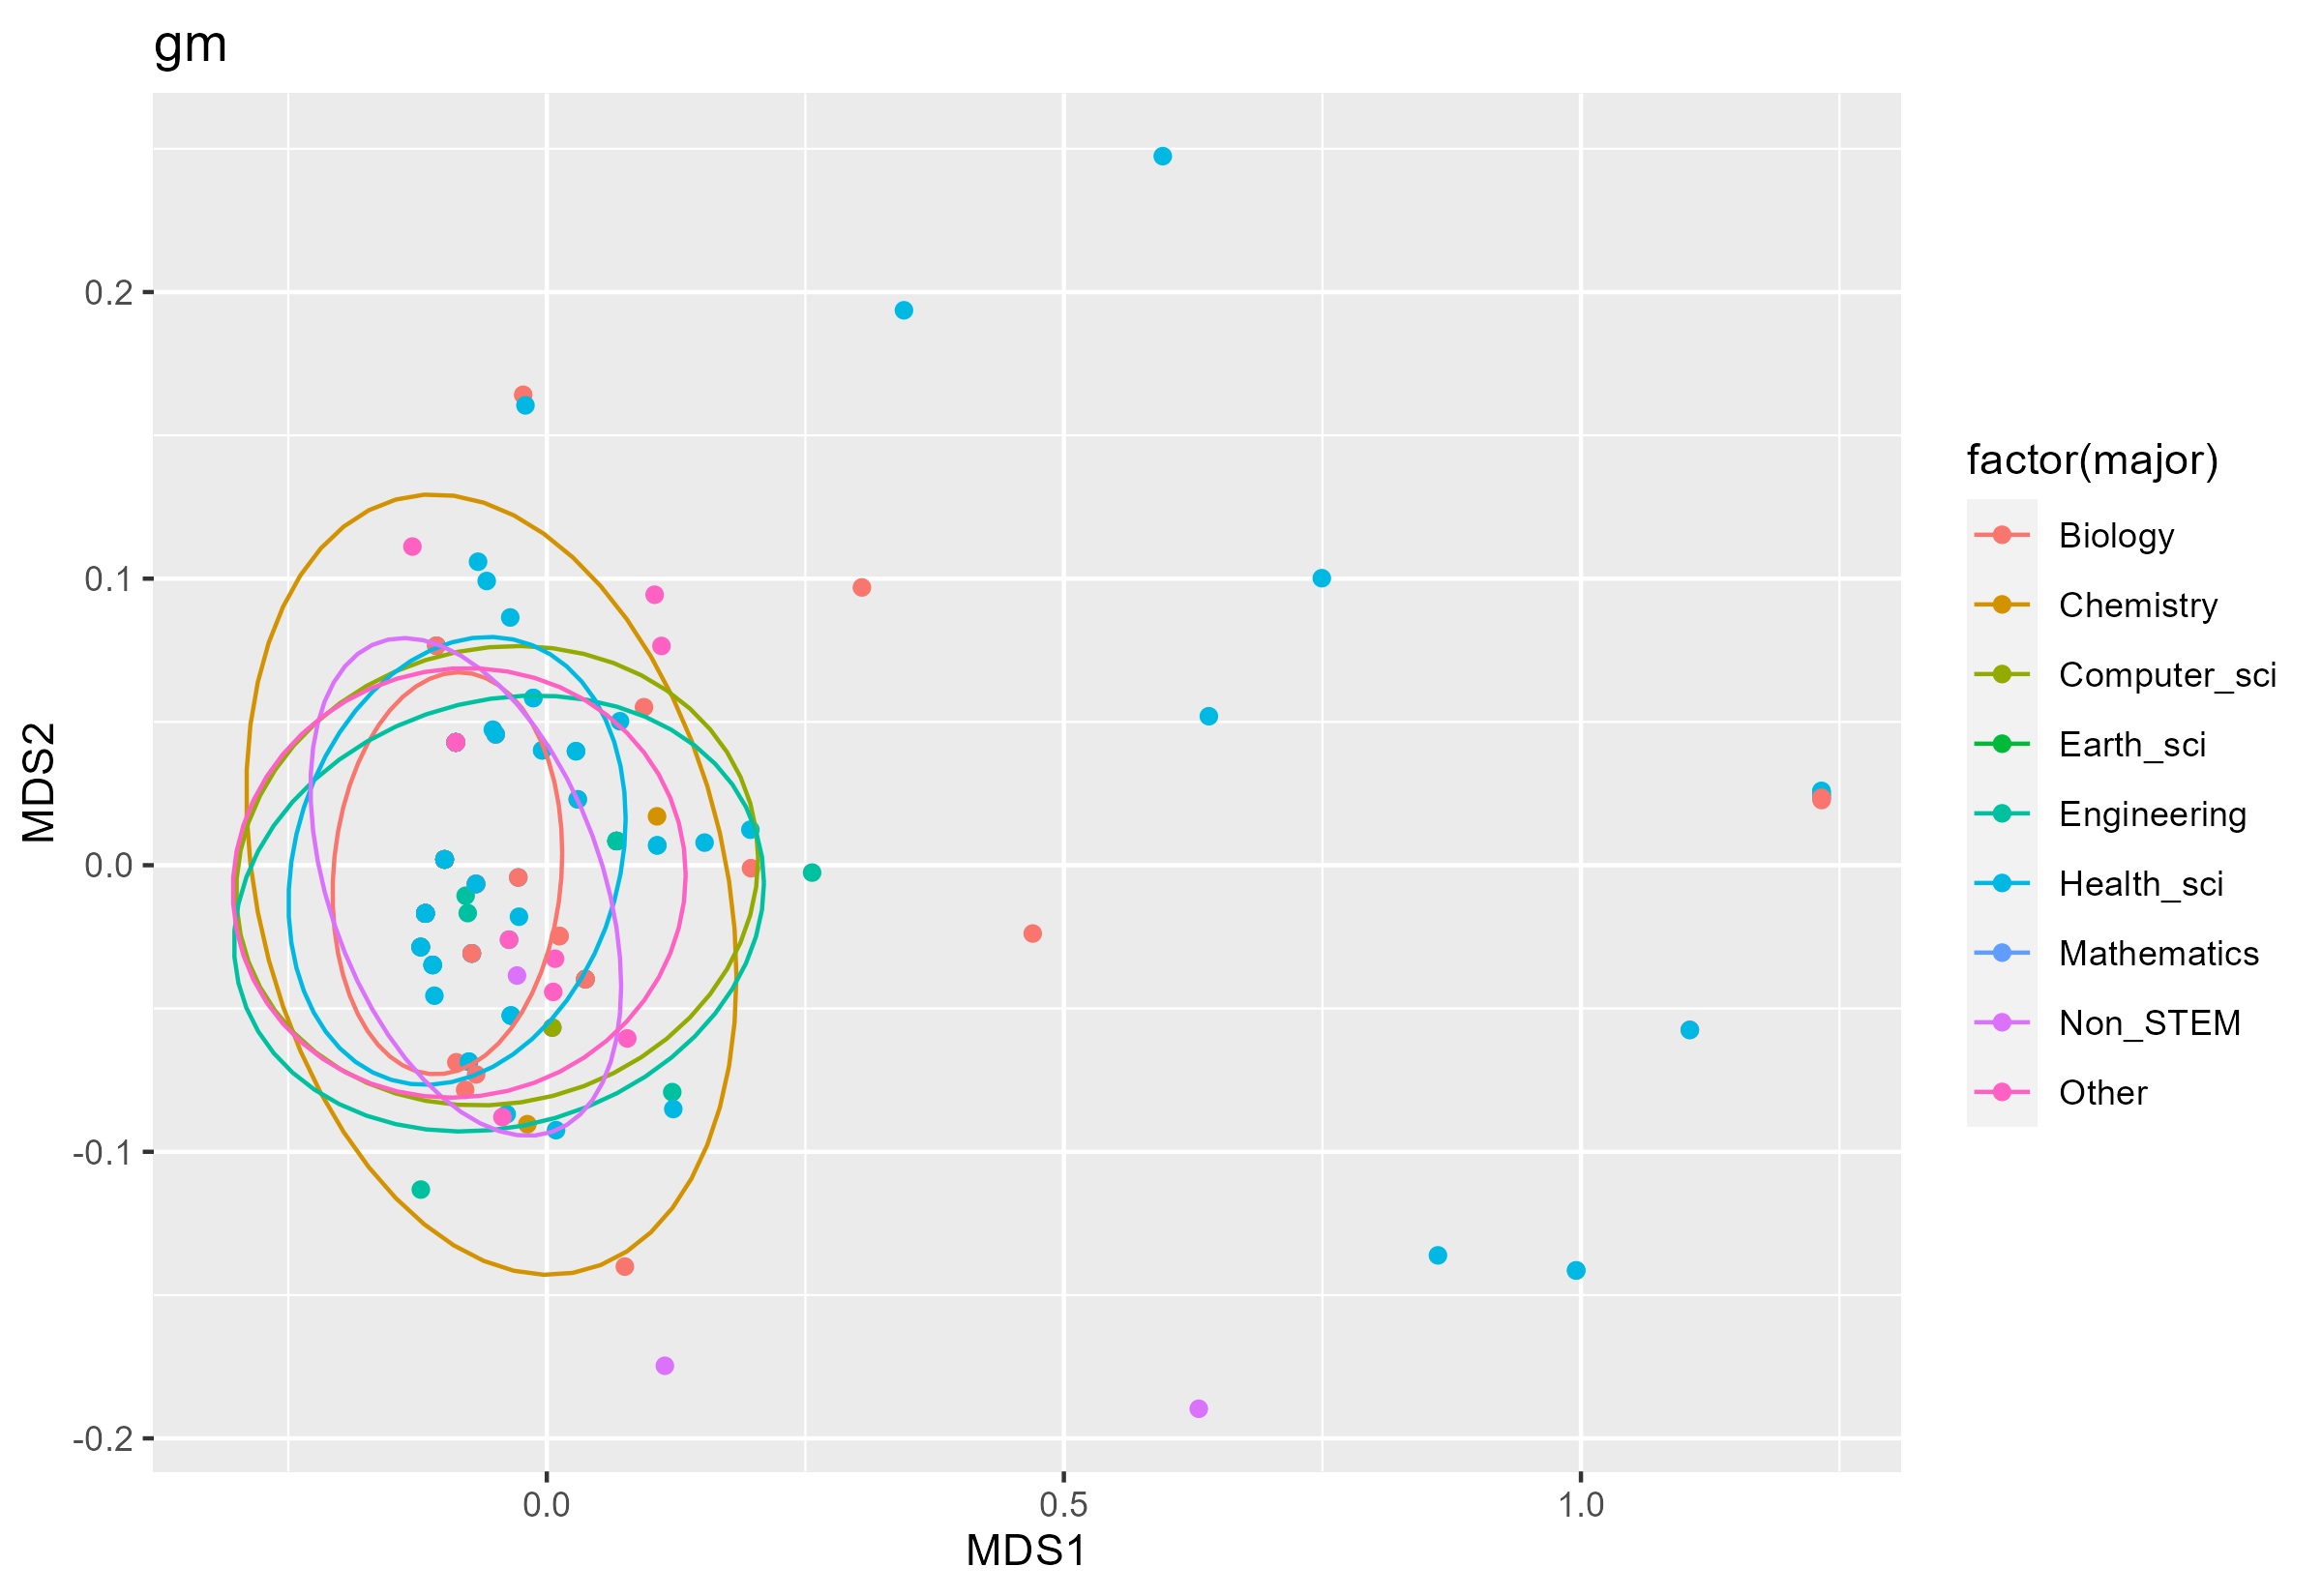 gm
MDS2
0.2
0.1
0.0
-0.1
-0.2
0.0
0.5
1.0
MDS1
factor(major)
Biology
Chemistry
Computer_sci
Earth_sci
Engineering
Health_sci
Mathematics
Non_STEM
Other